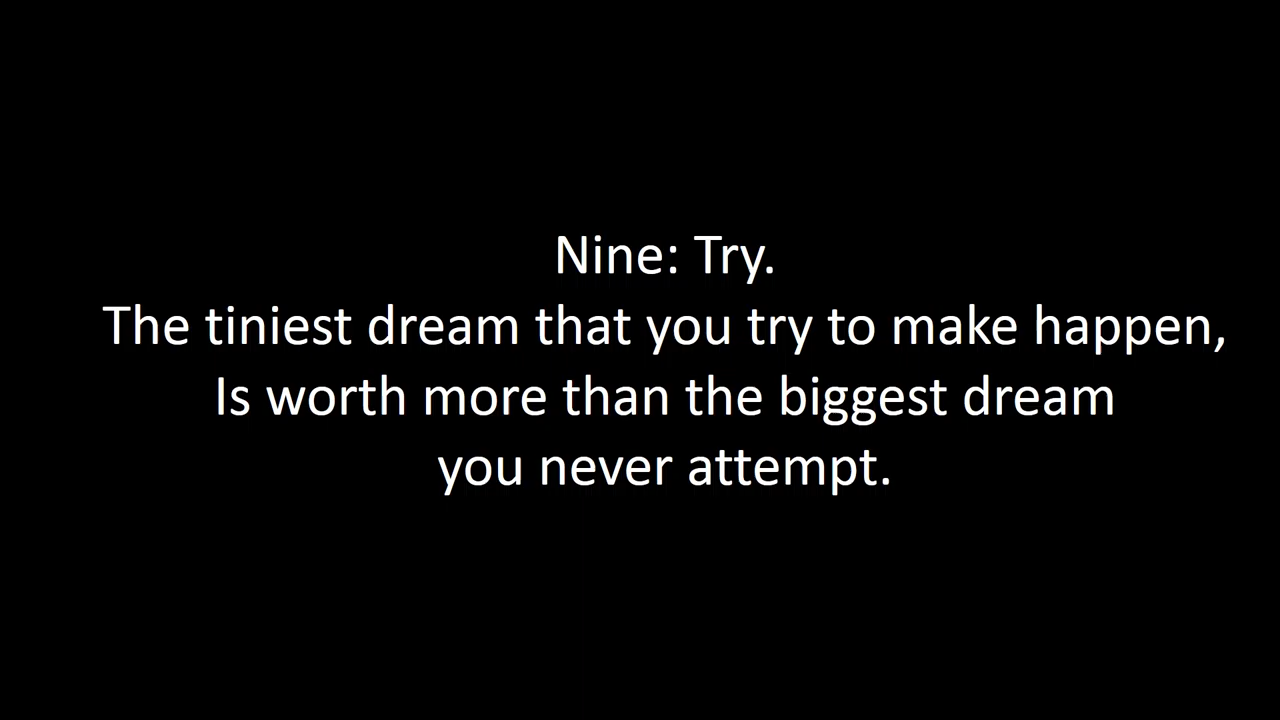 Nine: Try.
The tiniest dream that you try to make happen,
Is worth more than the biggest dream
you never attempt.